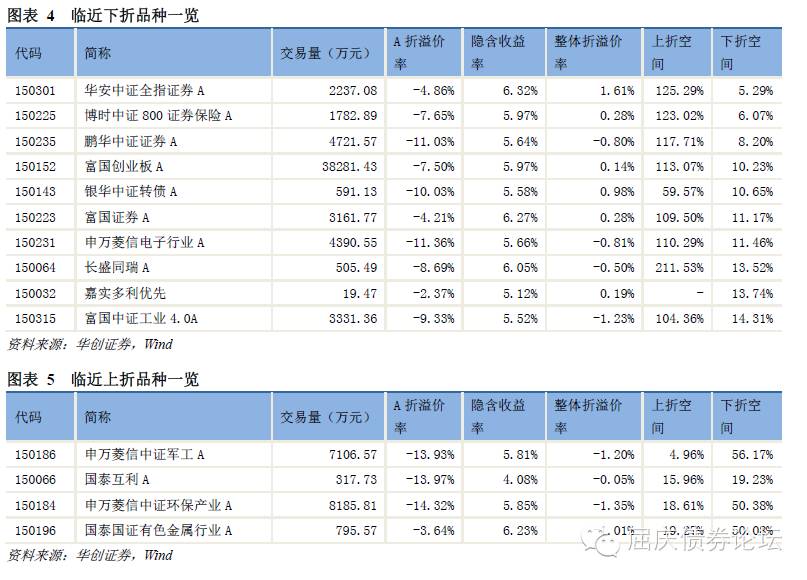 图表 4 临近下折品种一览
代码 简称 交易量（万元） A 折溢价率 隐含收益率 整体折溢价率 上折空间 下折空间
150301 华安中证全指证券 A 2237.08 -4.86% 6.32% 1.61% 125.29% 5.29%
150225 博时中证 800 证券保险 A 1782.89 -7.65% 5.97% 0.28% 123.02% 6.07%
150235 鹏华中证证券 A 4721.57 -11.03% 5.64% -0.80% 117.71% 8.20%
150152 富国创业板 A 38281.43 -7.50% 5.97% 0.14% 113.07% 10.23%
150143 银华中证转债 A 591.13 -10.03% 5.58% 0.98% 59.57% 10.65%
150223 富国证券 A 3161.77 -4.21% 6.27% 0.28% 109.50% 11.17%
150231 申万菱信电子行业 A 4390.55 -11.36% 5.66% -0.81% 110.29% 11.46%
150064 长盛同瑞 A 505.49 -8.69% 6.05% -0.50% 211.53% 13.52%
150032 嘉实多利优先 19.47 -2.37% 5.12% 0.19% - 13.74%
150315 富国中证工业 4.0A 3331.36 -9.33% 5.52% -1.23% 104.36% 14.31%
资料来源：华创证券，Wind
图表 5 临近上折品种一览
代码 简称 交易量（万元） A 折溢价率 隐含收益率 整体折溢价率 上折空间 下折空间
150186 申万菱信中证军工 A 7106.57 -13.93% 5.81% -1.20% 4.96% 56.17%
150066 国泰互利 A 317.73 -13.97% 4.08% -0.05% 15.96% 19.23%
150184 申万菱信中证环保产业 A 8185.81 -14.32% 5.85% -1.35% 18.61% 50.38%
150196 国泰国证有色金属行业 A 795.57 -3.64% 6.23%
资料来源：华创证券，Wind
屈庆债券论坛